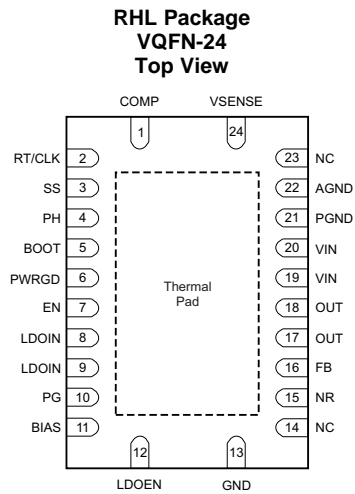 RHL Package
VQFN-24
Top View
COMP VSENSE
1 24
RT/CLK 2 23 NC
SS 3 22 AGND
PH 4 21 PGND
BOOT 5 20 VIN
PWRGD 6 19 VIN
Thermal
Pad
EN 7 18 OUT
LDOIN 8 17 OUT
LDOIN 9 16 FB
PG 10 15 NR
BIAS 11 14 NC
12 13
LDOEN GND